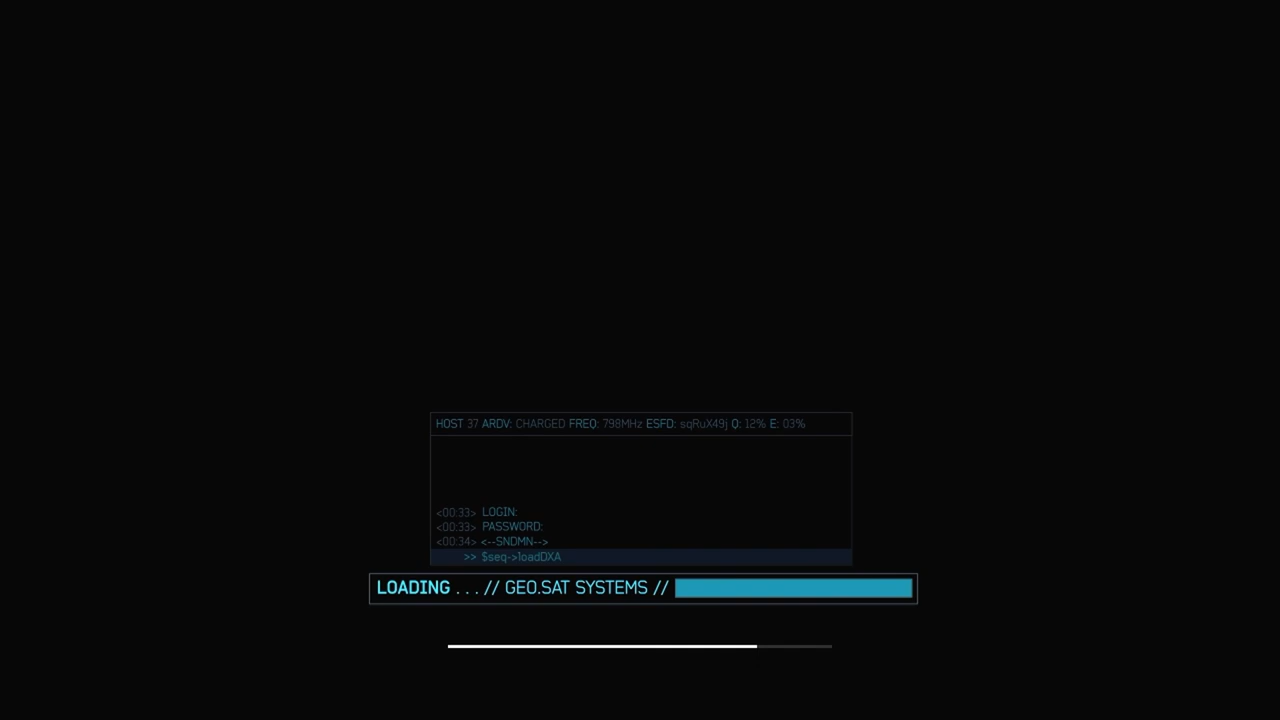 HOST 37 ARDV: CHARGED FREQ: 798MHz ESFD: sqRuX49j Q: 12% E: 03%
<00:33> LOGIN:
<00:33> PASSWORD:
<00:34> <--SNDMN-->
>> $seq->loadDXA
LOADING . . . // GEO.SAT SYSTEMS //